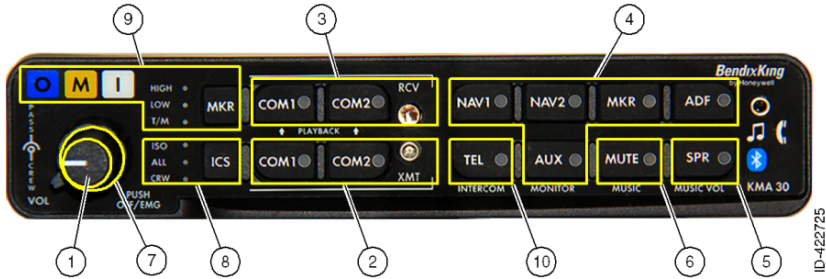 9 3 4
BendixKing
by Honeywell
O M I HIGH LOW T/M MKR COM1 COM2 RCV NAV1 NAV2 MKR ADF
PLAYBACK
PASS CREW ISO ALL CRW ICS COM1 COM2 XMT TEL AUX MUTE SPR
VOL PUSH OFF/EMG INTERCOM MONITOR MUSIC MUSIC VOL KMA 30
1 7 8 2 10 6 5
ID-422725